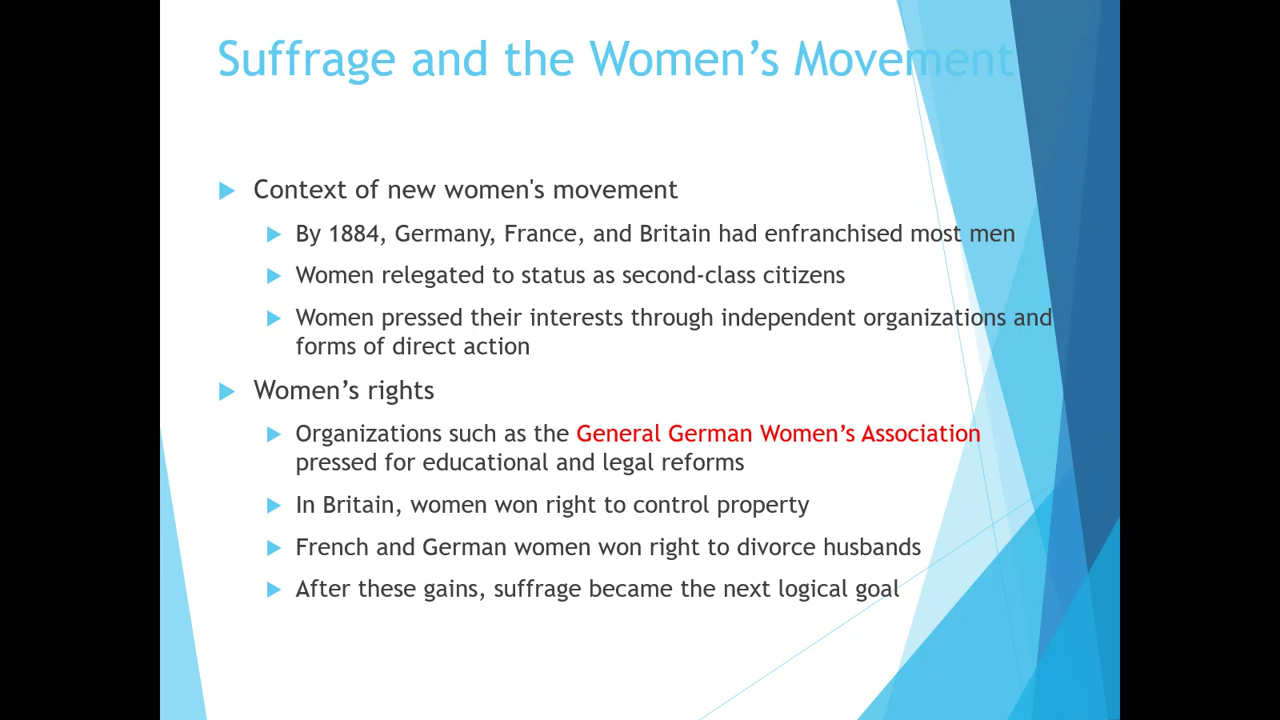 Suffrage and the Women’s Movement
Context of new women's movement
By 1884, Germany, France, and Britain had enfranchised most men
Women relegated to status as second-class citizens
Women pressed their interests through independent organizations and
forms of direct action
Women’s rights
Organizations such as the General German Women’s Association
pressed for educational and legal reforms
In Britain, women won right to control property
French and German women won right to divorce husbands
After these gains, suffrage became the next logical goal